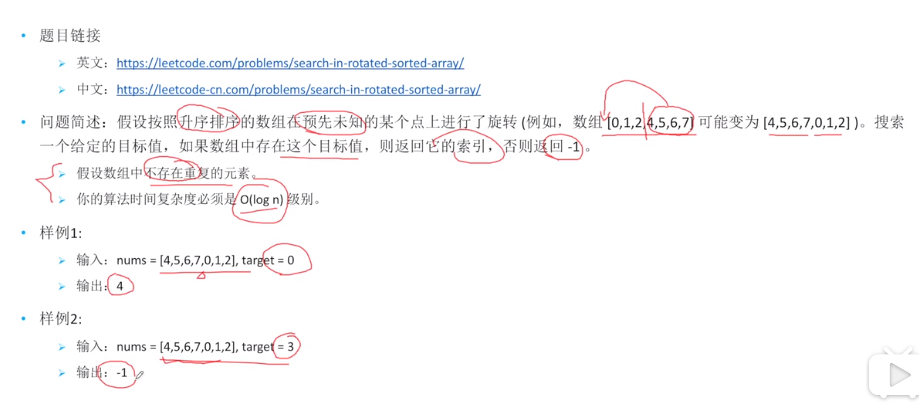 • 题目链接
➢ 英文：https://leetcode.com/problems/search-in-rotated-sorted-array/
➢ 中文：https://leetcode-cn.com/problems/search-in-rotated-sorted-array/
• 问题简述：假设按照升序排序的数组在预先未知的某个点上进行了旋转 (例如，数组 [0,1,2,4,5,6,7] 可能变为 [4,5,6,7,0,1,2] )。搜索
一个给定的目标值，如果数组中存在这个目标值，则返回它的索引，否则返回 -1 。
➢ 假设数组中不存在重复的元素。
➢ 你的算法时间复杂度必须是 O(log n) 级别。
• 样例1:
➢ 输入：nums = [4,5,6,7,0,1,2], target = 0
➢ 输出：4
• 样例2:
➢ 输入：nums = [4,5,6,7,0,1,2], target = 3
➢ 输出：-1